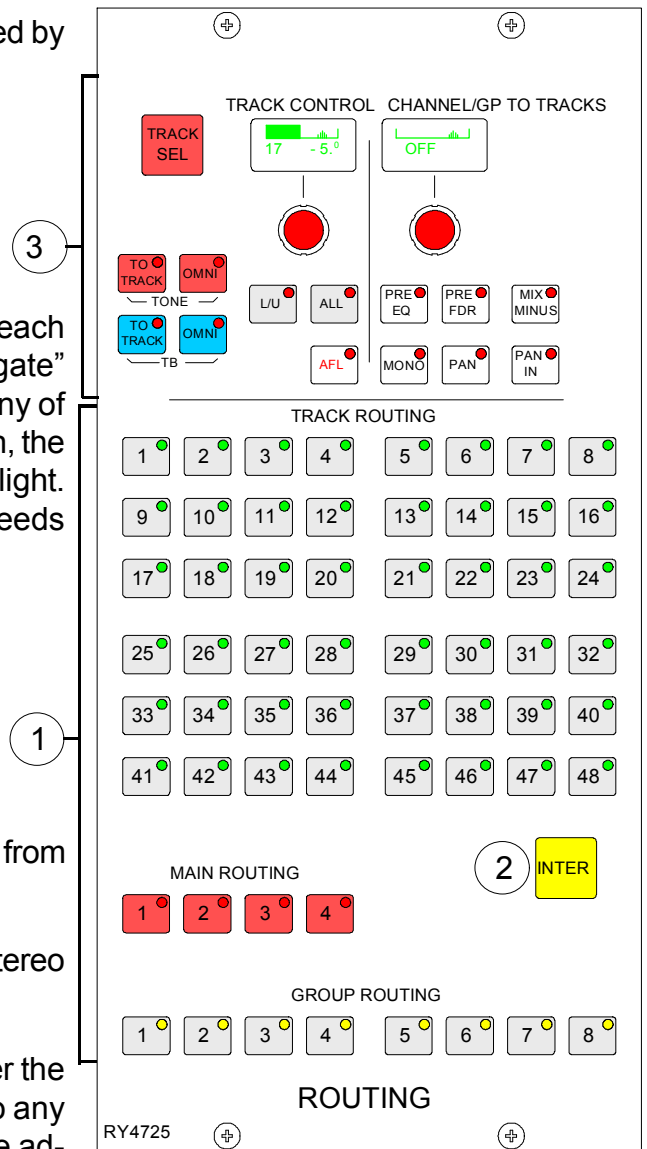 ed by
TRACK CONTROL CHANNEL/GP TO TRACKS
TRACK
SEL
17 - 5.0
OFF
3
TO
TRACK
OMNI
TONE
TO
TRACK
OMNI
TB
L/U
ALL
PRE
EQ
PRE
FDR
MIX
MINUS
AFL
MONO
PAN
PAN
IN
each
gate”
ny of
n, the
light.
eeds
TRACK ROUTING
1 2 3 4 5 6 7 8
9 10 11 12 13 14 15 16
17 18 19 20 21 22 23 24
25 26 27 28 29 30 31 32
33 34 35 36 37 38 39 40
1
41 42 43 44 45 46 47 48
from
2
INTER
MAIN ROUTING
1 2 3 4
tereo
GROUP ROUTING
1 2 3 4 5 6 7 8
er the
o any
e ad-
ROUTING
RY4725